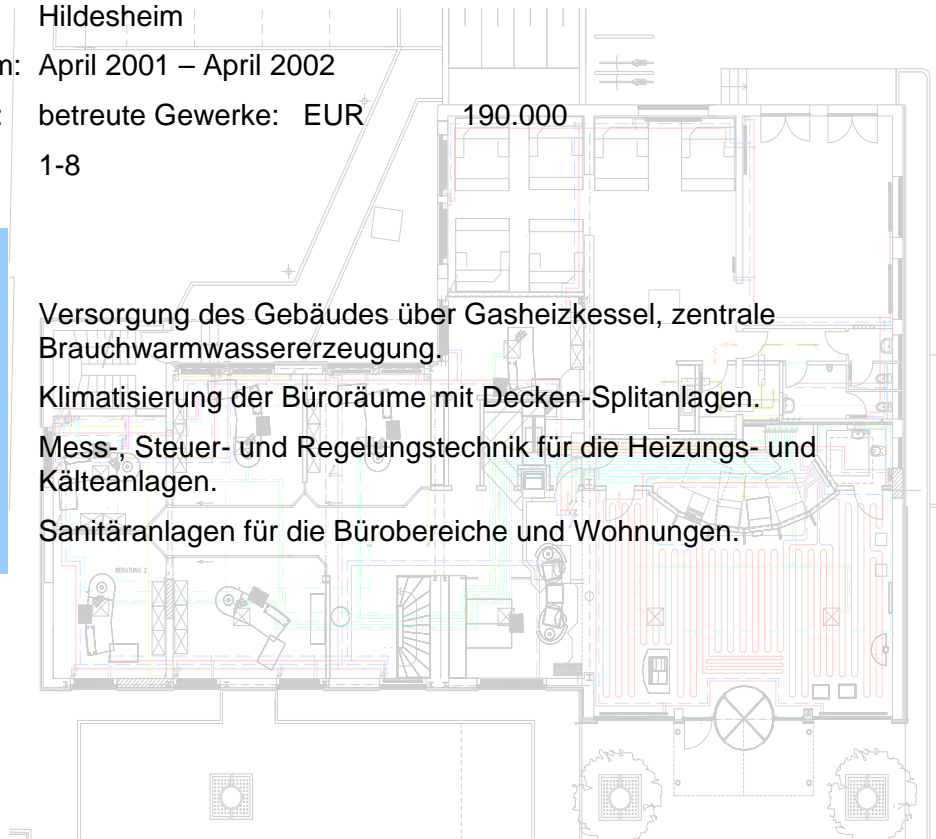 Hildesheim
m: April 2001 – April 2002
: betreute Gewerke: EUR 190.000
1-8
Versorgung des Gebäudes über Gasheizkessel, zentrale
Brauchwarmwassererzeugung.
Klimatisierung der Büroräume mit Decken-Splitanlagen.
Mess-, Steuer- und Regelungstechnik für die Heizungs- und
Kälteanlagen.
Sanitäranlagen für die Bürobereiche und Wohnungen.
BERATUNG 2